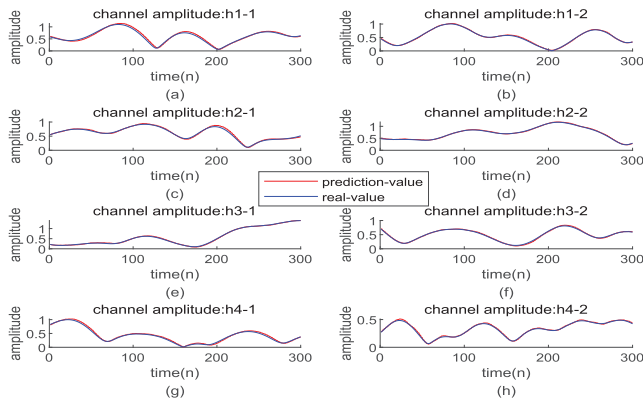 channel amplitude:h1-1
amplitude
1
0.5
0
0 100 200 300
time(n)
(a)
channel amplitude:h1-2
amplitude
1
0.5
0
0 100 200 300
time(n)
(b)
channel amplitude:h2-1
amplitude
1
0.5
0 100 200 300
time(n)
(c)
channel amplitude:h2-2
amplitude
1
0.5
0 100 200 300
time(n)
(d)
prediction-value
real-value
channel amplitude:h3-1
amplitude
1
0.5
0 100 200 300
time(n)
(e)
channel amplitude:h3-2
amplitude
1
0.5
0 100 200 300
time(n)
(f)
channel amplitude:h4-1
amplitude
1
0.5
0
0 100 200 300
time(n)
(g)
channel amplitude:h4-2
amplitude
0.5
0
0 100 200 300
time(n)
(h)